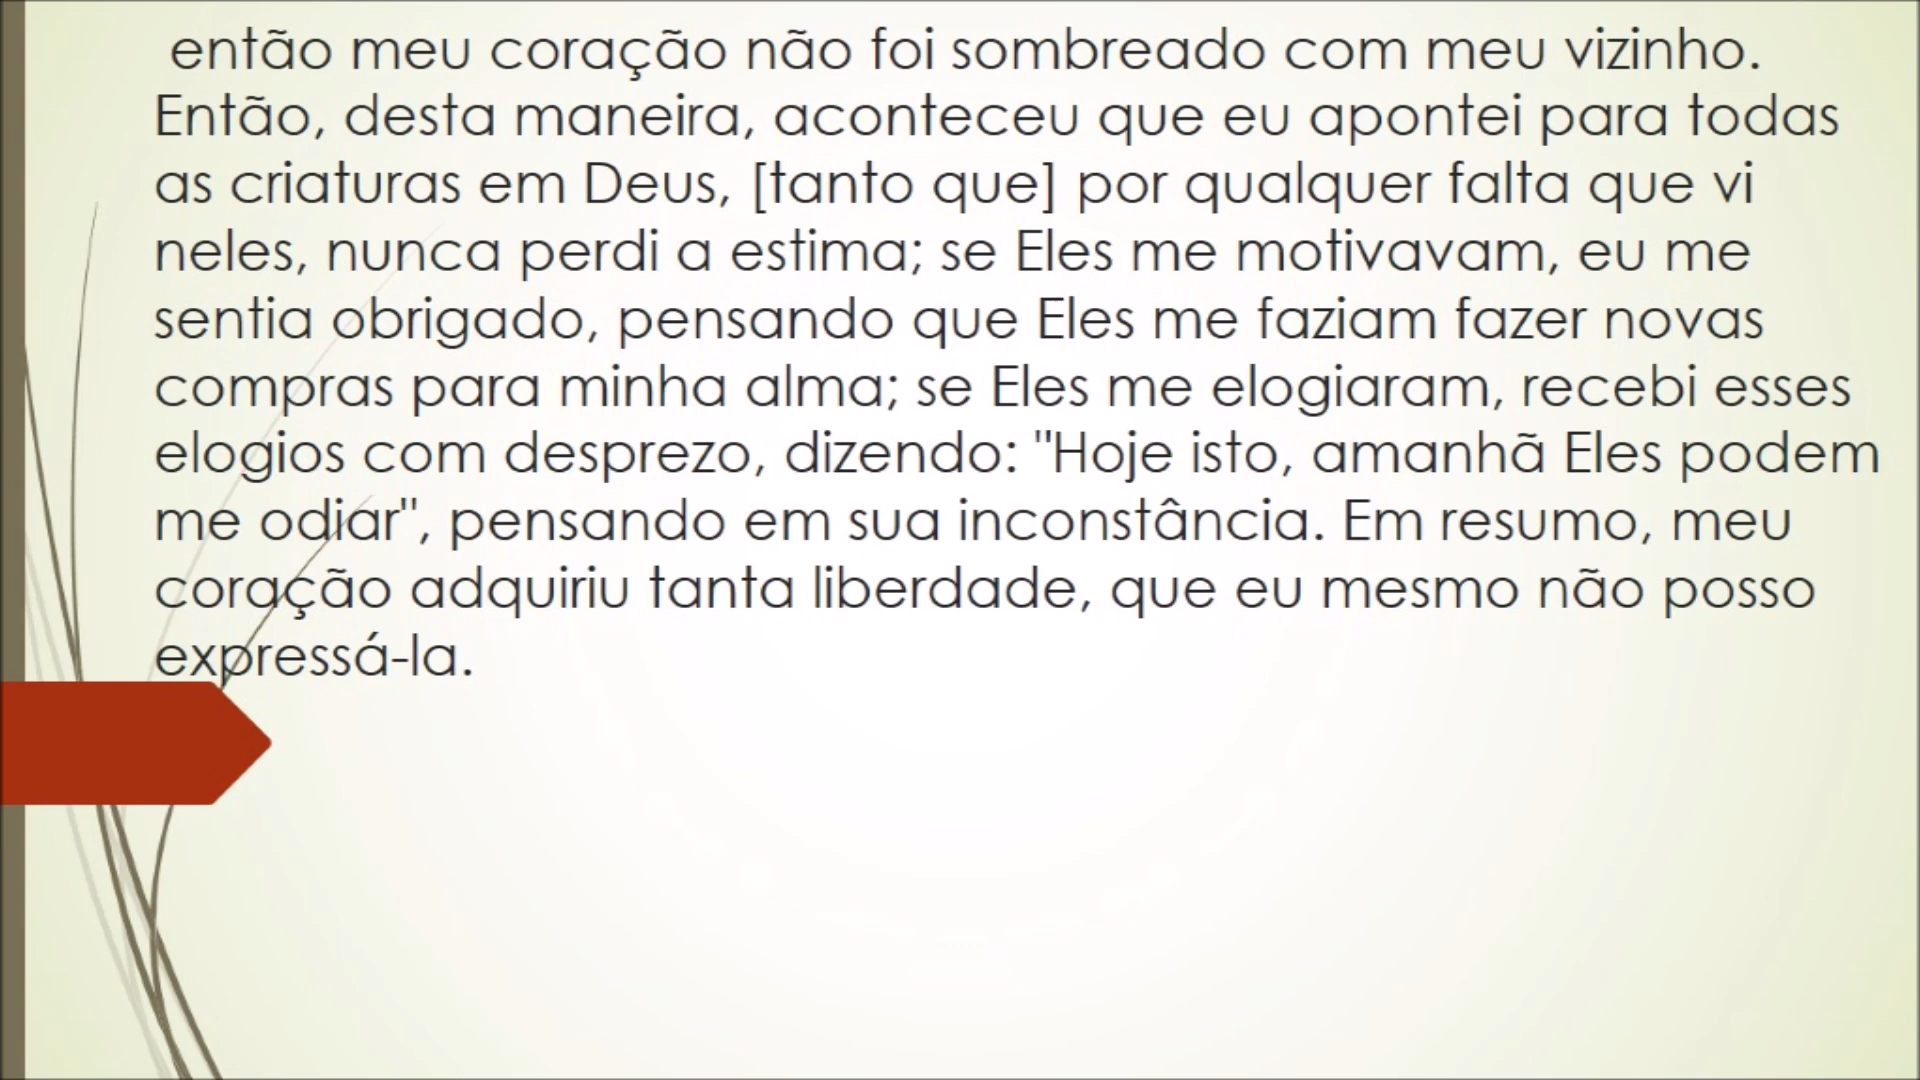 então meu coração não foi sombreado com meu vizinho.
Então, desta maneira, aconteceu que eu apontei para todas
as criaturas em Deus, [tanto que] por qualquer falta que vi
neles, nunca perdi a estima; se Eles me motivavam, eu me
sentia obrigado, pensando que Eles me faziam fazer novas
compras para minha alma; se Eles me elogiaram, recebi esses
elogios com desprezo, dizendo: "Hoje isto, amanhã Eles podem
me odiar", pensando em sua inconstância. Em resumo, meu
coração adquiriu tanta liberdade, que eu mesmo não posso
expressá-la.